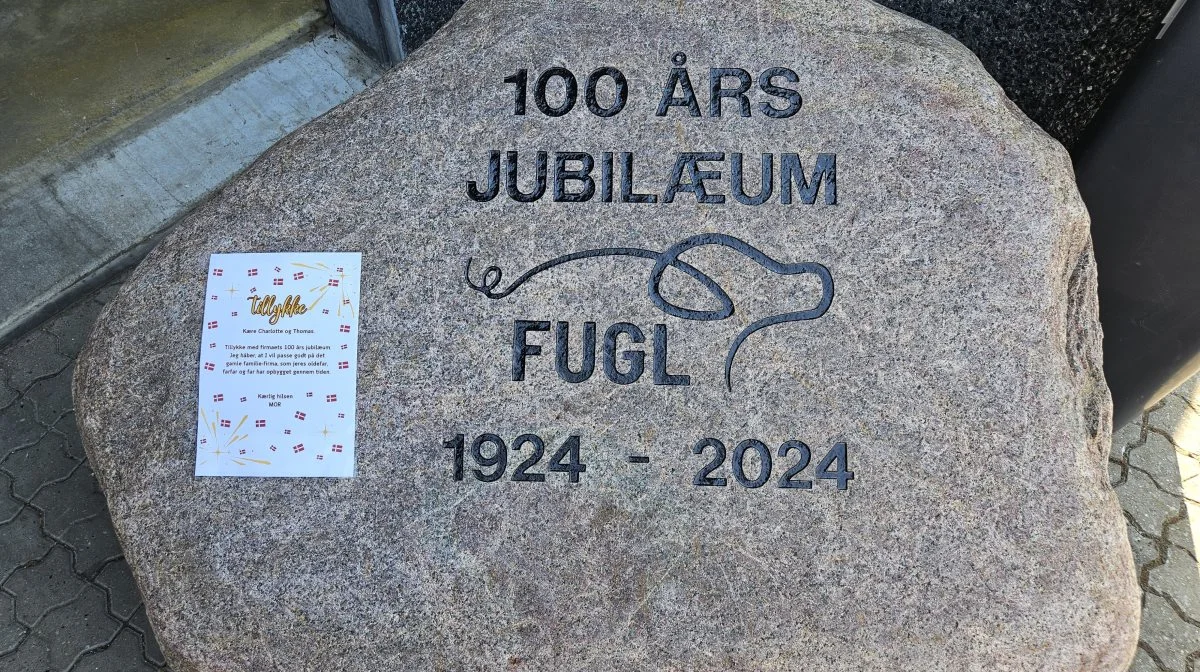 100 ÅRS
JUBILÆUM
FUGL
1924 - 2024
Tillykke
Kære Charlotte og Thomas.
Tillykke med firmaets 100 års jubilæum.
Jeg håber, at I vil passe godt på det
gamle familie-firma, som jeres oldefar,
farfar og far har opbygget gennem tiden.
Kærlig hilsen
MOR